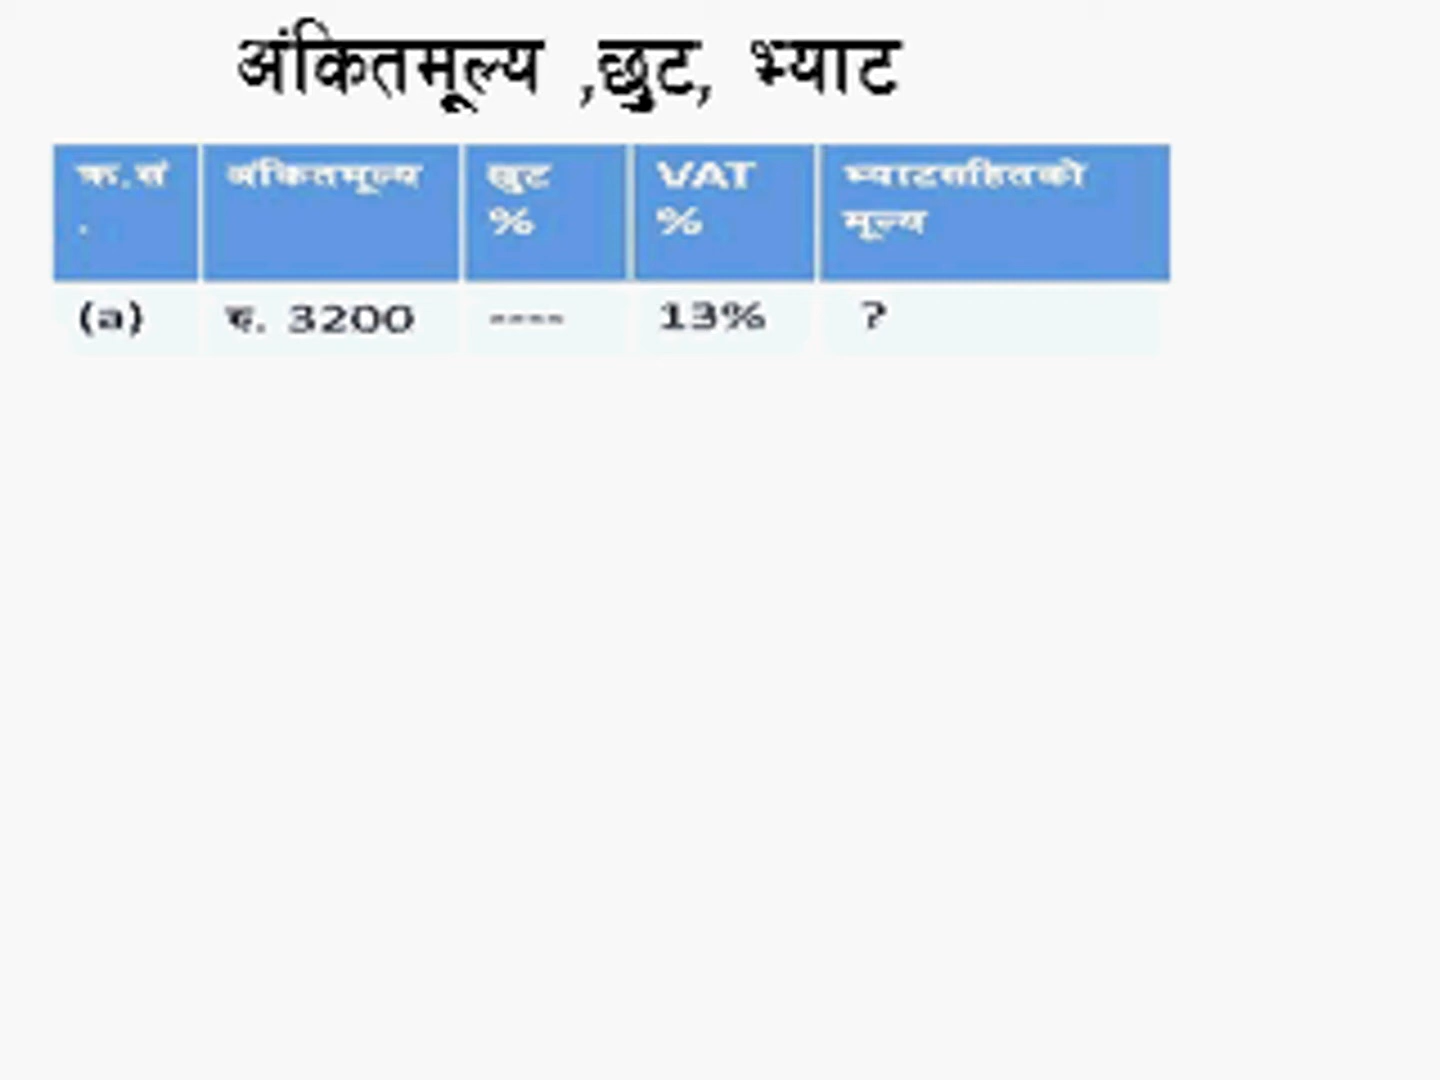 अंकितमूल्य ,छुट, भ्याट
क्र.सं . अंकितमूल्य छुट % VAT % भ्याटसहितको मूल्य
(a) रु. 3200 ---- 13% ?